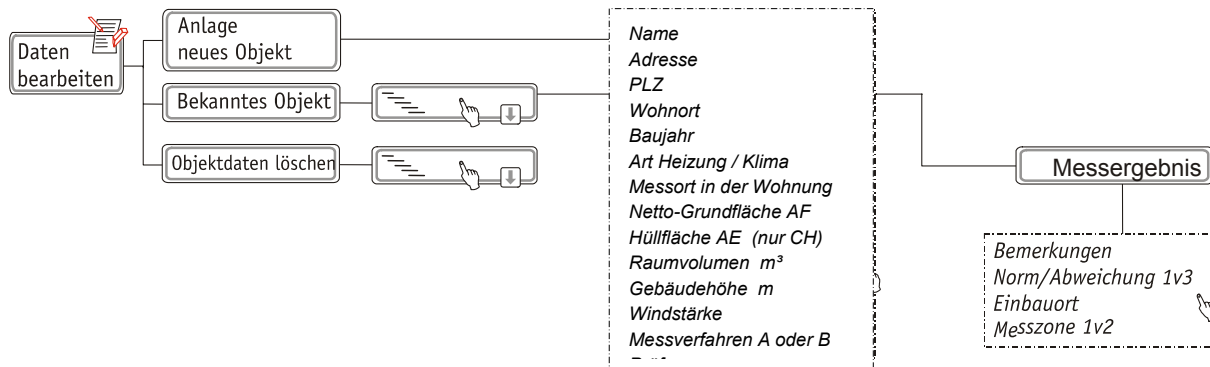 Daten
bearbeiten
Anlage
neues Objekt
Bekanntes Objekt
Objektdaten löschen
Name
Adresse
PLZ
Wohnort
Baujahr
Art Heizung / Klima
Messort in der Wohnung
Netto-Grundfläche AF
Hüllfläche AE (nur CH)
Raumvolumen m³
Gebäudehöhe m
Windstärke
Messverfahren A oder B
Messergebnis
Bemerkungen
Norm/Abweichung 1v3
Einbauort
Messzone 1v2